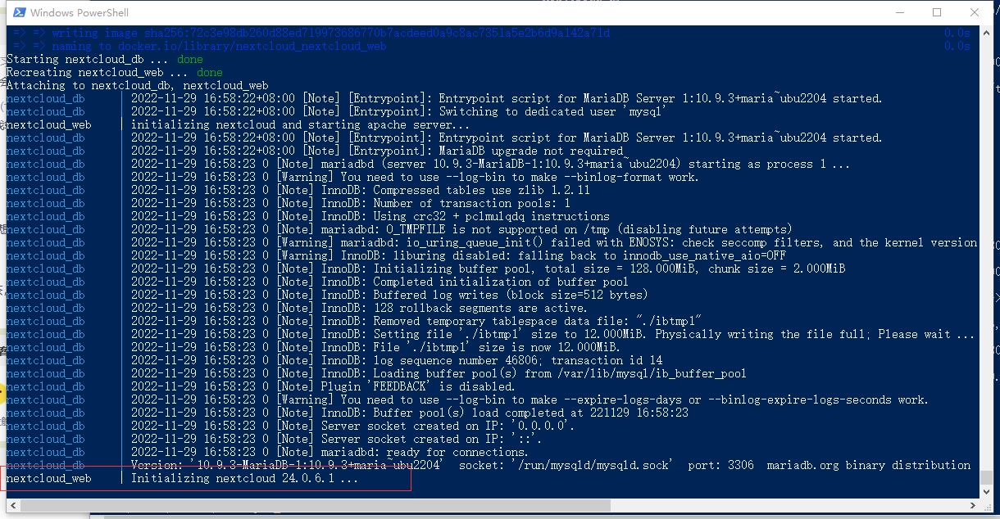 Windows PowerShell
=> => writing image sha256:72c3e98db260d88ed719973686770b7acdeed0a9c8ac7351a5e2b6d9a142a71d 0.0s
=> => naming to docker.io/library/nextcloud_nextcloud_web 0.0s
Starting nextcloud_db ... done
Recreating nextcloud_web ... done
Attaching to nextcloud_db, nextcloud_web
nextcloud_db | 2022-11-29 16:58:22+08:00 [Note] [Entrypoint]: Entrypoint script for MariaDB Server 1:10.9.3+maria~ubu2204 started.
nextcloud_db | 2022-11-29 16:58:22+08:00 [Note] [Entrypoint]: Switching to dedicated user 'mysql'
nextcloud_web | initializing nextcloud and starting apache server...
nextcloud_db | 2022-11-29 16:58:22+08:00 [Note] [Entrypoint]: Entrypoint script for MariaDB Server 1:10.9.3+maria~ubu2204 started.
nextcloud_db | 2022-11-29 16:58:22+08:00 [Note] [Entrypoint]: MariaDB upgrade not required
nextcloud_db | 2022-11-29 16:58:23 0 [Note] mariadbd (server 10.9.3-MariaDB-1:10.9.3+maria~ubu2204) starting as process 1 ...
nextcloud_db | 2022-11-29 16:58:23 0 [Warning] You need to use --log-bin to make --binlog-format work.
nextcloud_db | 2022-11-29 16:58:23 0 [Note] InnoDB: Compressed tables use zlib 1.2.11
nextcloud_db | 2022-11-29 16:58:23 0 [Note] InnoDB: Number of transaction pools: 1
nextcloud_db | 2022-11-29 16:58:23 0 [Note] InnoDB: Using crc32 + pclmulqdq instructions
nextcloud_db | 2022-11-29 16:58:23 0 [Note] mariadbd: O_TMPFILE is not supported on /tmp (disabling future attempts)
nextcloud_db | 2022-11-29 16:58:23 0 [Warning] mariadbd: io_uring_queue_init() failed with ENOSYS: check seccomp filters, and the kernel version
nextcloud_db | 2022-11-29 16:58:23 0 [Warning] InnoDB: liburing disabled: falling back to innodb_use_native_aio=OFF
nextcloud_db | 2022-11-29 16:58:23 0 [Note] InnoDB: Initializing buffer pool, total size = 128.000MiB, chunk size = 2.000MiB
nextcloud_db | 2022-11-29 16:58:23 0 [Note] InnoDB: Completed initialization of buffer pool
nextcloud_db | 2022-11-29 16:58:23 0 [Note] InnoDB: Buffered log writes (block size=512 bytes)
nextcloud_db | 2022-11-29 16:58:23 0 [Note] InnoDB: 128 rollback segments are active.
nextcloud_db | 2022-11-29 16:58:23 0 [Note] InnoDB: Removed temporary tablespace data file: "./ibtmp1"
nextcloud_db | 2022-11-29 16:58:23 0 [Note] InnoDB: Setting file './ibtmp1' size to 12.000MiB. Physically writing the file full; Please wait ...
nextcloud_db | 2022-11-29 16:58:23 0 [Note] InnoDB: File './ibtmp1' size is now 12.000MiB.
nextcloud_db | 2022-11-29 16:58:23 0 [Note] InnoDB: log sequence number 46806; transaction id 14
nextcloud_db | 2022-11-29 16:58:23 0 [Note] InnoDB: Loading buffer pool(s) from /var/lib/mysql/ib_buffer_pool
nextcloud_db | 2022-11-29 16:58:23 0 [Note] Plugin 'FEEDBACK' is disabled.
nextcloud_db | 2022-11-29 16:58:23 0 [Warning] You need to use --log-bin to make --expire-logs-days or --binlog-expire-logs-seconds work.
nextcloud_db | 2022-11-29 16:58:23 0 [Note] InnoDB: Buffer pool(s) load completed at 221129 16:58:23
nextcloud_db | 2022-11-29 16:58:23 0 [Note] Server socket created on IP: '0.0.0.0'.
nextcloud_db | 2022-11-29 16:58:23 0 [Note] Server socket created on IP: '::'.
nextcloud_db | 2022-11-29 16:58:23 0 [Note] mariadbd: ready for connections.
nextcloud_db | Version: '10.9.3-MariaDB-1:10.9.3+maria~ubu2204' socket: '/run/mysqld/mysqld.sock' port: 3306 mariadb.org binary distribution
nextcloud_web | Initializing nextcloud 24.0.6.1 ...